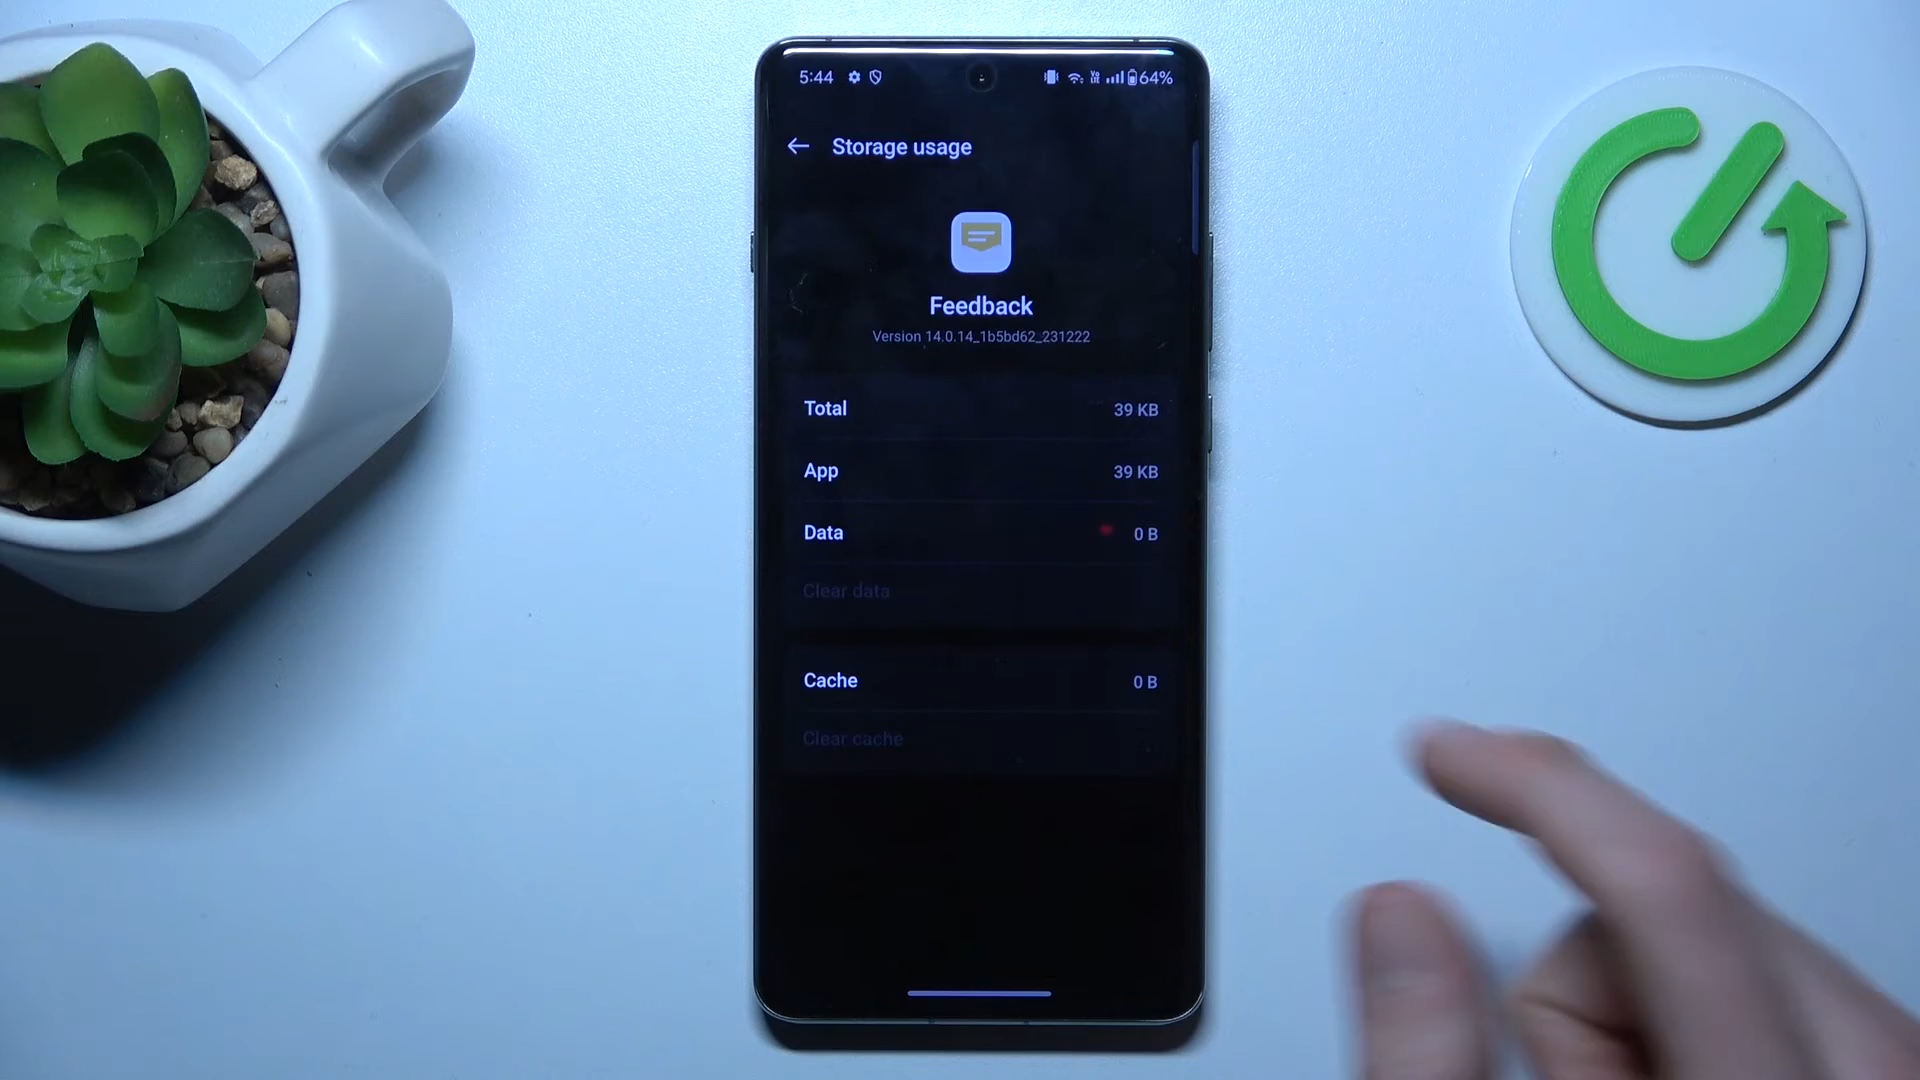 5:44
64%
Storage usage
Feedback
Version 14.0.14_1b5bd62_231222
Total 39 KB
App 39 KB
Data 0 B
Clear data
Cache 0 B
Clear cache